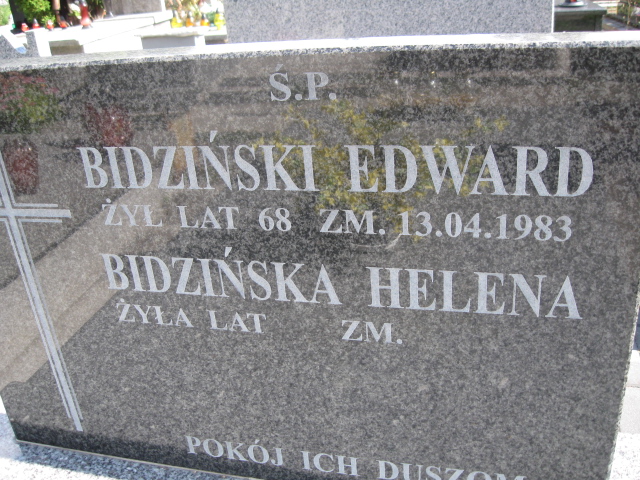 Ś.P.
BIDZIŃSKI EDWARD
ŻYŁ LAT 68 ZM. 13.04.1983
BIDZIŃSKA HELENA
ŻYŁA LAT ZM.
POKÓJ ICH DUSZOM